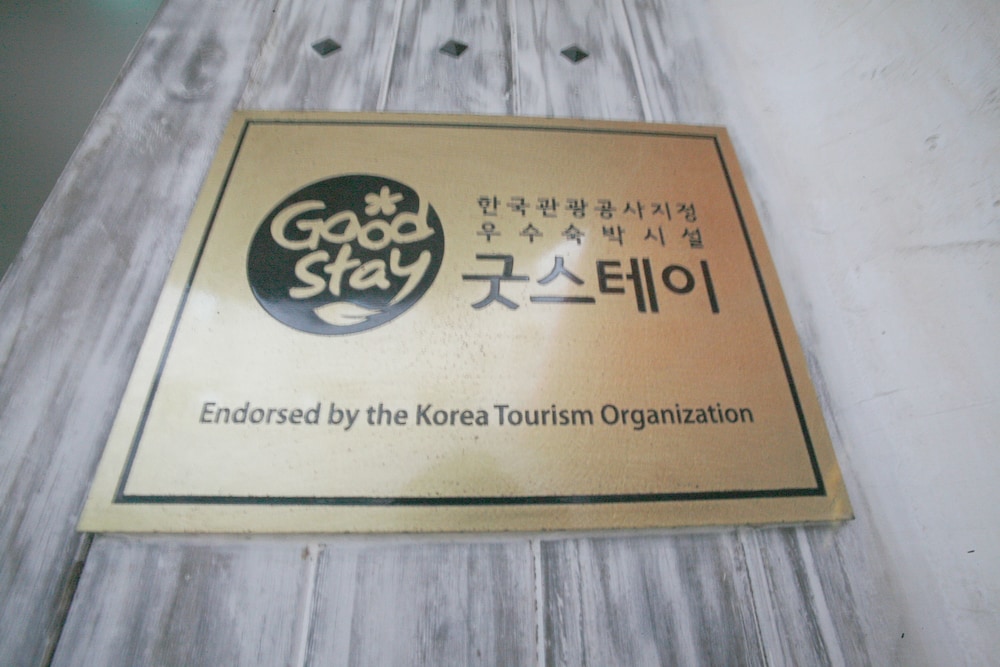 Good
Stay
한국관광공사지정
우수숙박시설
굿스테이
Endorsed by the Korea Tourism Organization